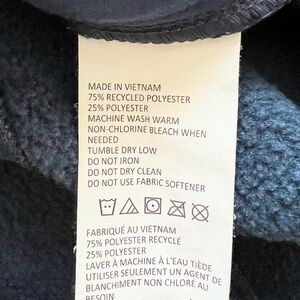 MADE IN VIETNAM
75% RECYCLED POLYESTER
25% POLYESTER
MACHINE WASH WARM
NON-CHLORINE BLEACH WHEN
NEEDED
TUMBLE DRY LOW
DO NOT IRON
DO NOT DRY CLEAN
DO NOT USE FABRIC SOFTENER
FABRIQUÉ AU VIETNAM
75% POLYESTER RECYCLÉ
25% POLYESTER
LAVER À MACHINE À L'EAU TIÈDE
UTILISER SEULEMENT UN AGENT DE
BLANCHIMENT NON CHLORÉ AU
BESOIN